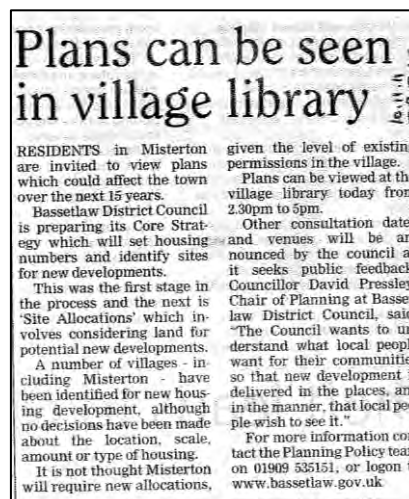 Plans can be seen
in village library
10.11.11
RESIDENTS in Misterton
are invited to view plans
which could affect the town
over the next 15 years.
Bassetlaw District Council
is preparing its Core Strat-
egy which will set housing
numbers and identify sites
for new developments.
This was the first stage in
the process and the next is
'Site Allocations' which in-
volves considering land for
potential new developments.
A number of villages - in-
cluding Misterton - have
been identified for new hous-
ing development, although
no decisions have been made
about the location, scale,
amount or type of housing.
It is not thought Misterton
will require new allocations,
given the level of existin
permissions in the village.
Plans can be viewed at th
village library today from
2.30pm to 5pm.
Other consultation date
and venues will be an
nounced by the council a
it seeks public feedback
Councillor David Pressley
Chair of Planning at Basse
law District Council, said
"The Council wants to un
derstand what local people
want for their communitie
so that new development
delivered in the places, an
in the manner, that local peo
ple wish to see it."
For more information con
tact the Planning Policy team
on 01909 535151, or logon
www.bassetlaw.gov.uk